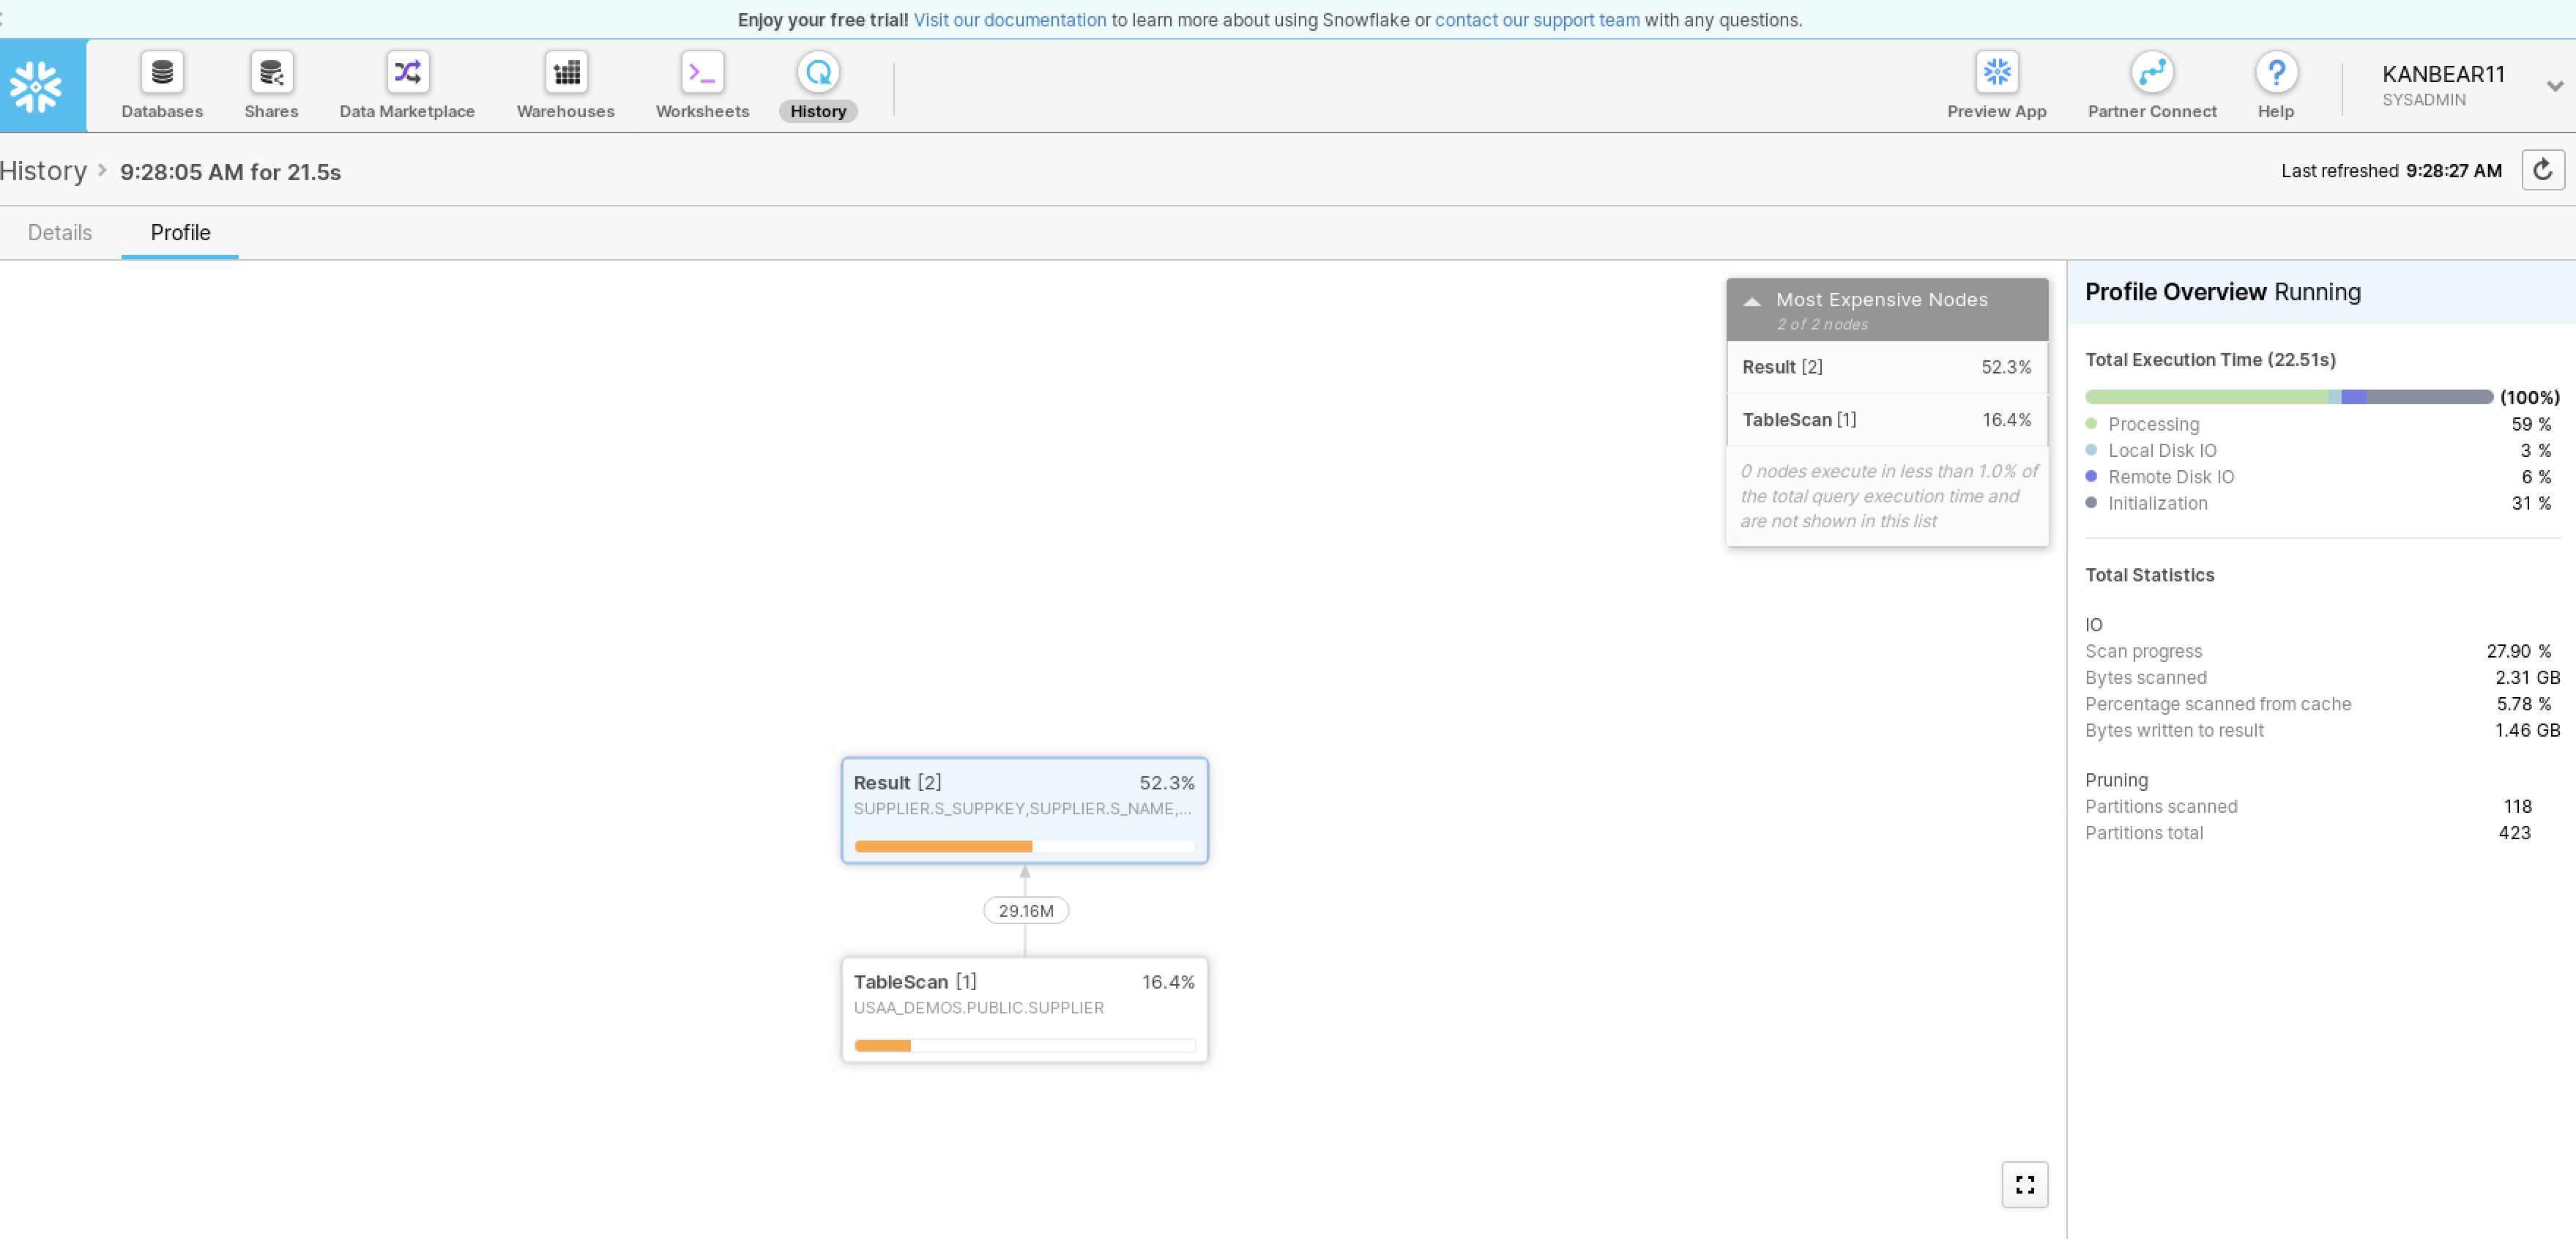 Enjoy your free trial! Visit our documentation to learn more about using Snowflake or contact our support team with any questions.
Databases
Shares
Data Marketplace
Warehouses
Worksheets
History
Preview App
Partner Connect
Help
KANBEAR11
SYSADMIN
History > 9:28:05 AM for 21.5s
Last refreshed 9:28:27 AM
Details
Profile
Most Expensive Nodes
2 of 2 nodes
Result [2] 52.3%
TableScan [1] 16.4%
0 nodes execute in less than 1.0% of
the total query execution time and
are not shown in this list
Result [2] 52.3%
SUPPLIER.S_SUPPKEY,SUPPLIER.S_NAME,...
29.16M
TableScan [1] 16.4%
USAA_DEMOS.PUBLIC.SUPPLIER
Profile Overview Running
Total Execution Time (22.51s)
(100%)
Processing 59 %
Local Disk IO 3 %
Remote Disk IO 6 %
Initialization 31 %
Total Statistics
IO
Scan progress 27.90 %
Bytes scanned 2.31 GB
Percentage scanned from cache 5.78 %
Bytes written to result 1.46 GB
Pruning
Partitions scanned 118
Partitions total 423